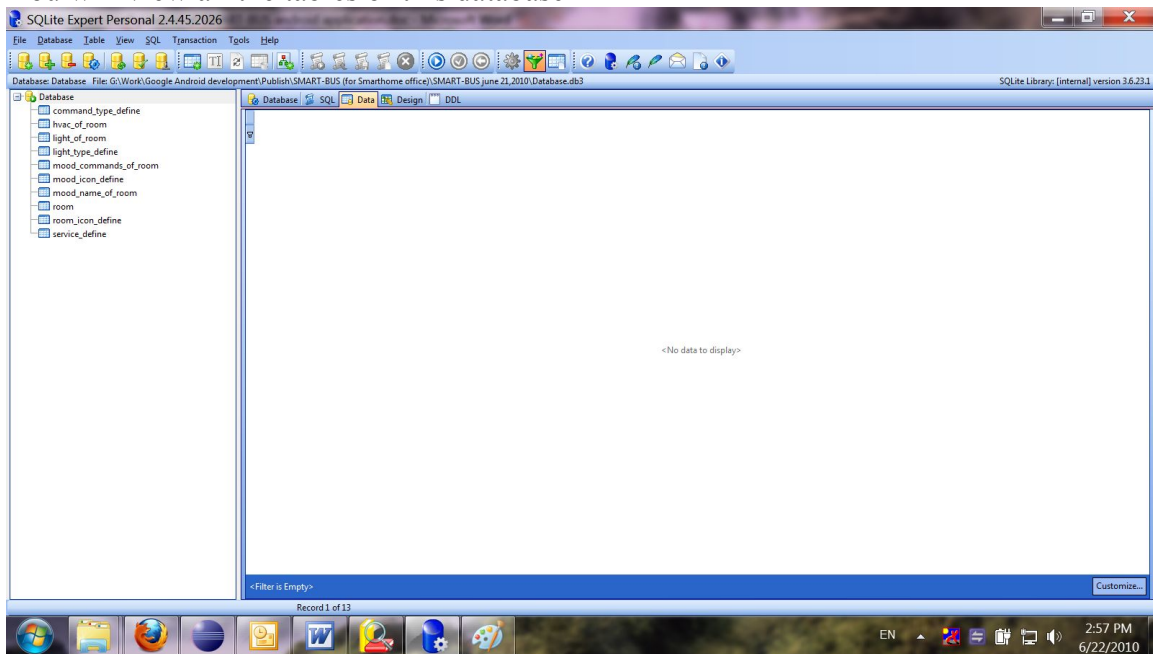 SQLite Expert Personal 2.4.45.2026
File Database Table View SQL Transaction Tools Help
Database: Database File: G:\Work\Google Android development\Publish\SMART-BUS (for Smarthome office)\SMART-BUS june 21,2010\Database.db3 SQLite Library: [internal] version 3.6.23.1
Database
command_type_define
hvac_of_room
light_of_room
light_type_define
mood_commands_of_room
mood_icon_define
mood_name_of_room
room
room_icon_define
service_define
Database SQL Data Design DDL
<No data to display>
<Filter is Empty> Customize...
Record 1 of 13
EN 2:57 PM
6/22/2010